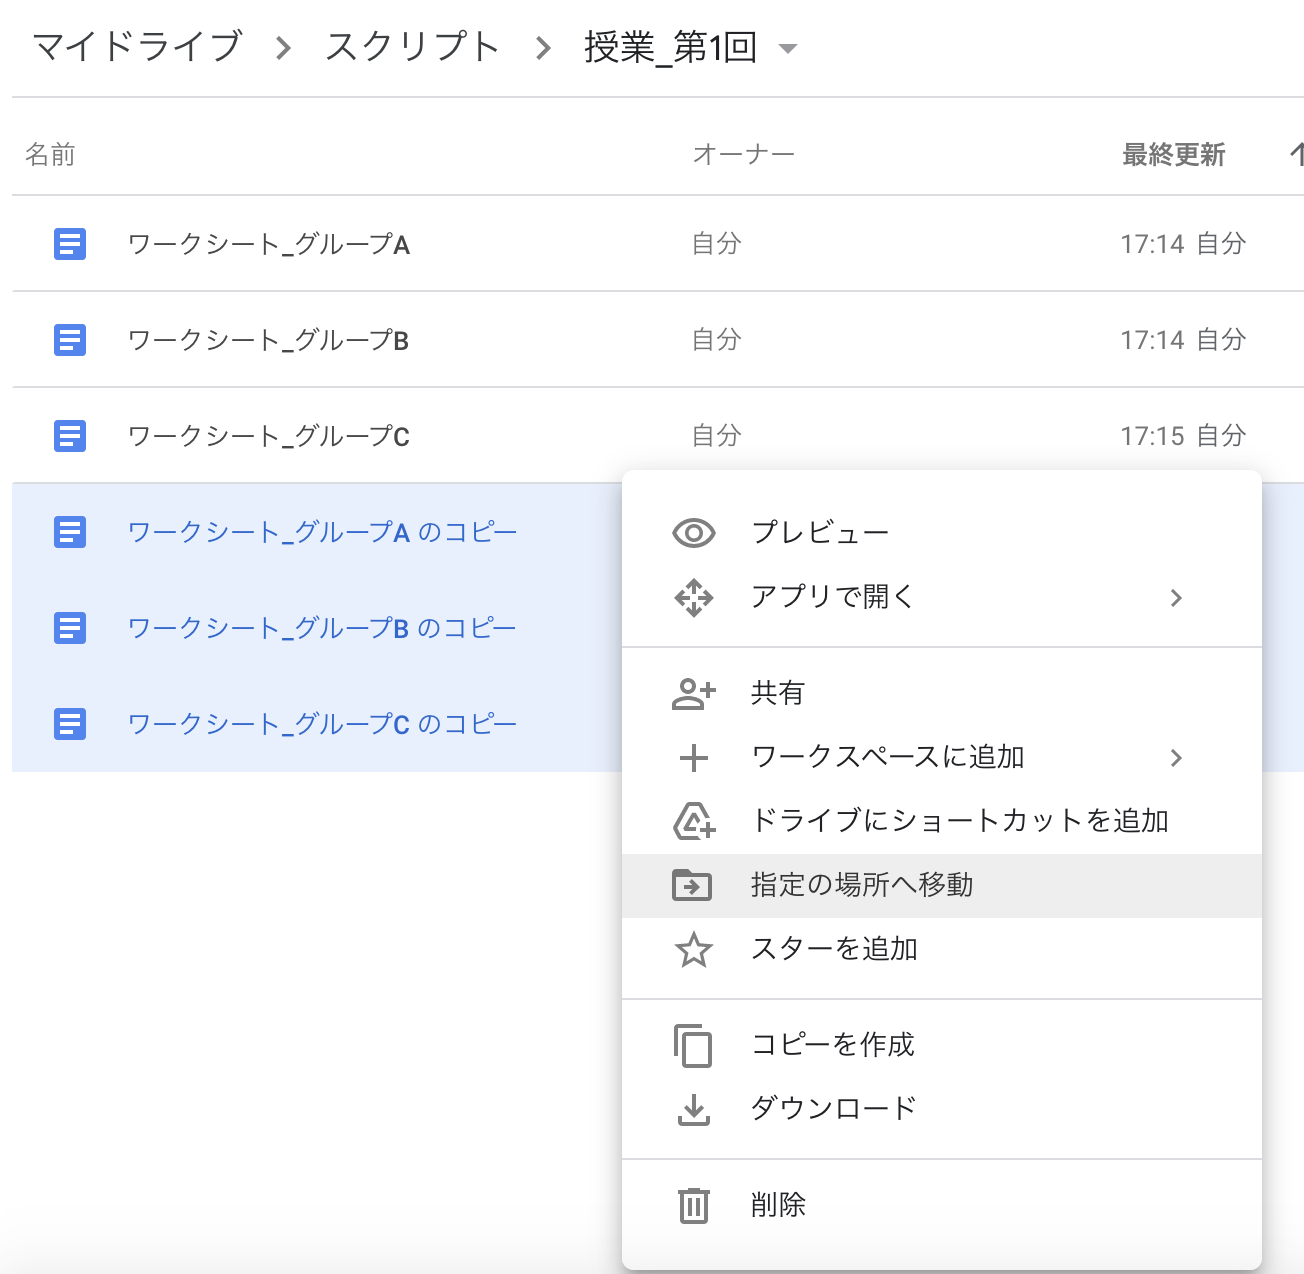 マイドライブ > スクリプト > 授業_第1回
名前 オーナー 最終更新
ワークシート_グループA 自分 17:14 自分
ワークシート_グループB 自分 17:14 自分
ワークシート_グループC 自分 17:15 自分
ワークシート_グループA のコピー
ワークシート_グループB のコピー
ワークシート_グループC のコピー
プレビュー
アプリで開く
共有
ワークスペースに追加
ドライブにショートカットを追加
指定の場所へ移動
スターを追加
コピーを作成
ダウンロード
削除